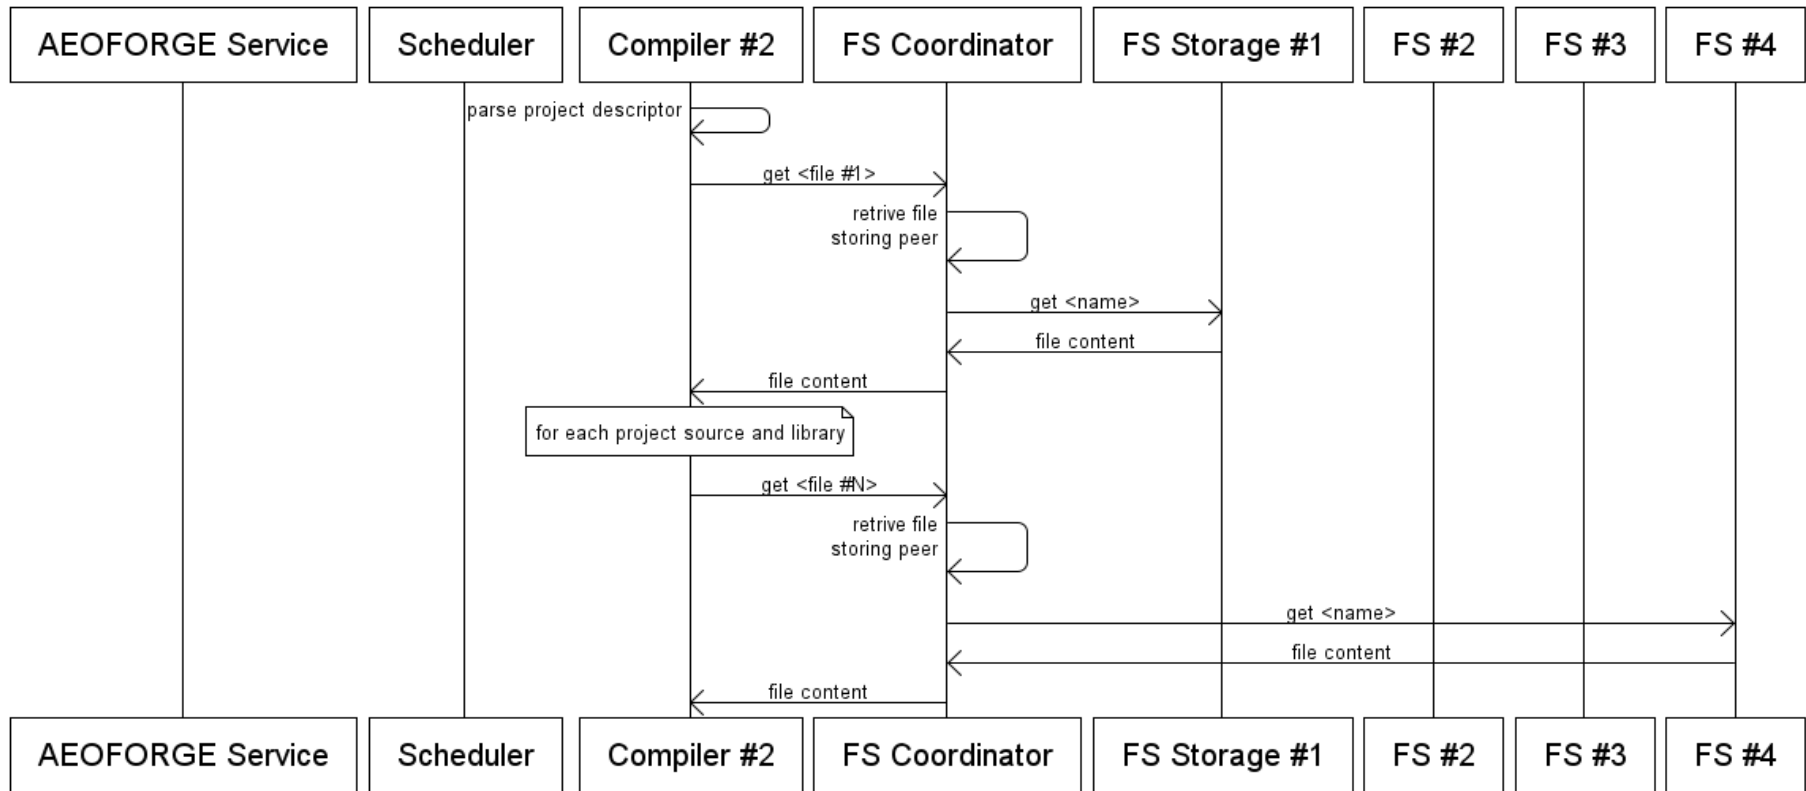 AEOFORGE Service
Scheduler
Compiler #2
FS Coordinator
FS Storage #1
FS #2
FS #3
FS #4
parse project descriptor
get <file #1>
retrive file
storing peer
get <name>
file content
file content
for each project source and library
get <file #N>
retrive file
storing peer
get <name>
file content
file content
AEOFORGE Service
Scheduler
Compiler #2
FS Coordinator
FS Storage #1
FS #2
FS #3
FS #4